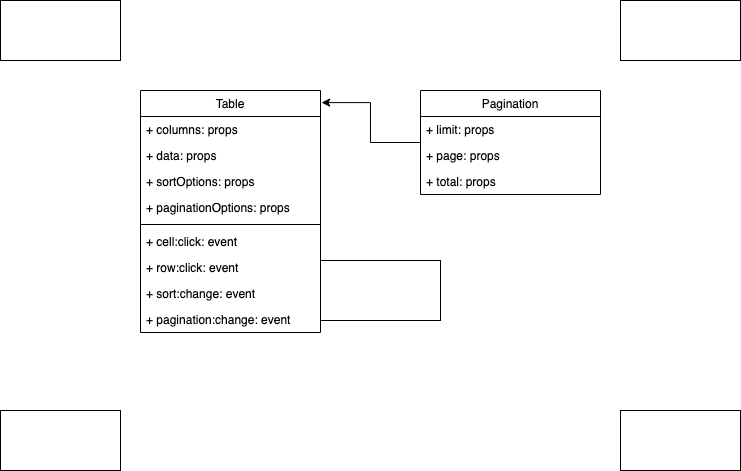 Table
+ columns: props
+ data: props
+ sortOptions: props
+ paginationOptions: props
+ cell:click: event
+ row:click: event
+ sort:change: event
+ pagination:change: event
Pagination
+ limit: props
+ page: props
+ total: props